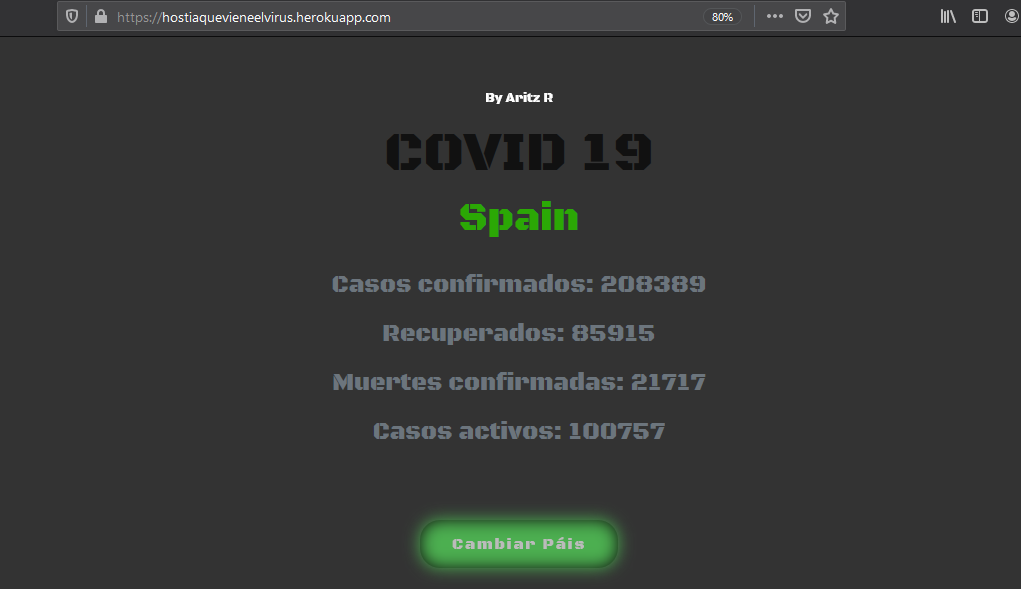 https://hostiaquevieneelvirus.herokuapp.com 80%
By Aritz R
COVID 19
Spain
Casos confirmados: 208389
Recuperados: 85915
Muertes confirmadas: 21717
Casos activos: 100757
Cambiar Páis